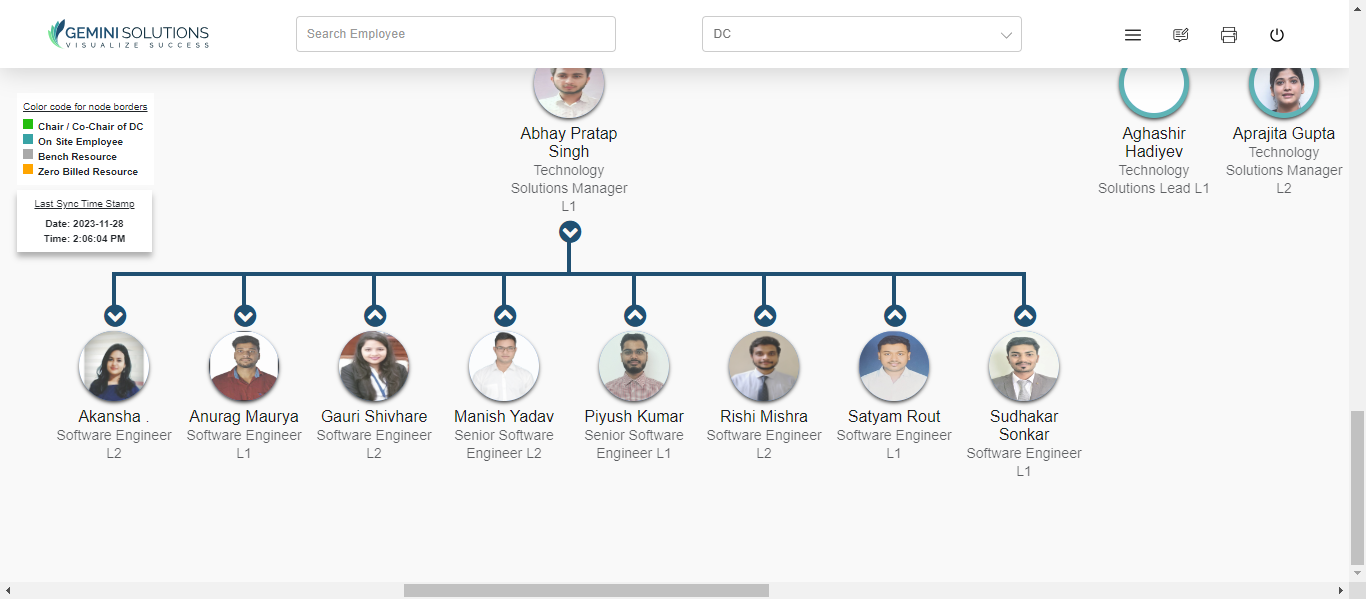 GEMINI SOLUTIONS
VISUALIZE SUCCESS
Search Employee
DC
Color code for node borders
Chair / Co-Chair of DC
On Site Employee
Bench Resource
Zero Billed Resource
Last Sync Time Stamp
Date: 2023-11-28
Time: 2:06:04 PM
Abhay Pratap
Singh
Technology
Solutions Manager
L1
Aghashir
Hadiyev
Technology
Solutions Lead L1
Aprajita Gupta
Technology
Solutions Manager
L2
Akansha .
Software Engineer
L2
Anurag Maurya
Software Engineer
L1
Gauri Shivhare
Software Engineer
L2
Manish Yadav
Senior Software
Engineer L2
Piyush Kumar
Senior Software
Engineer L1
Rishi Mishra
Software Engineer
L2
Satyam Rout
Software Engineer
L1
Sudhakar
Sonkar
Software Engineer
L1